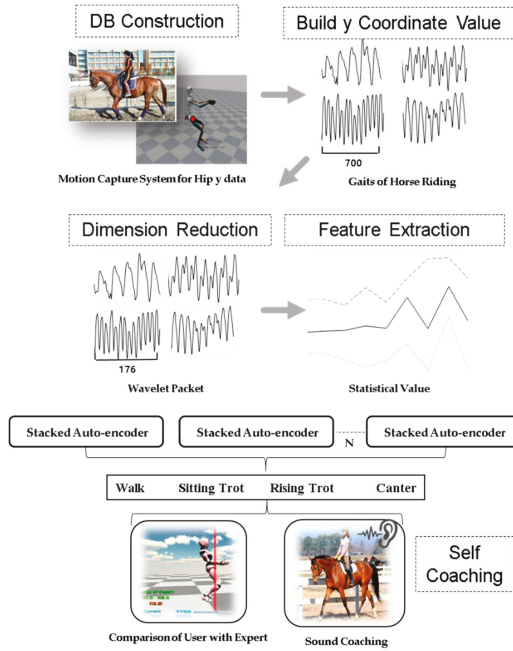 DB Construction
Build y Coordinate Value
A
700
Motion Capture System for Hip y data
Gaits of Horse Riding
Dimension Reduction
Feature Extraction
176
Wavelet Packet
Statistical Value
Stacked Auto-encoder
Stacked Auto-encoder
N
Stacked Auto-encoder
Walk
Sitting Trot
Rising Trot
Canter
Self
Coaching
Comparison of User with Expert
Sound Coaching